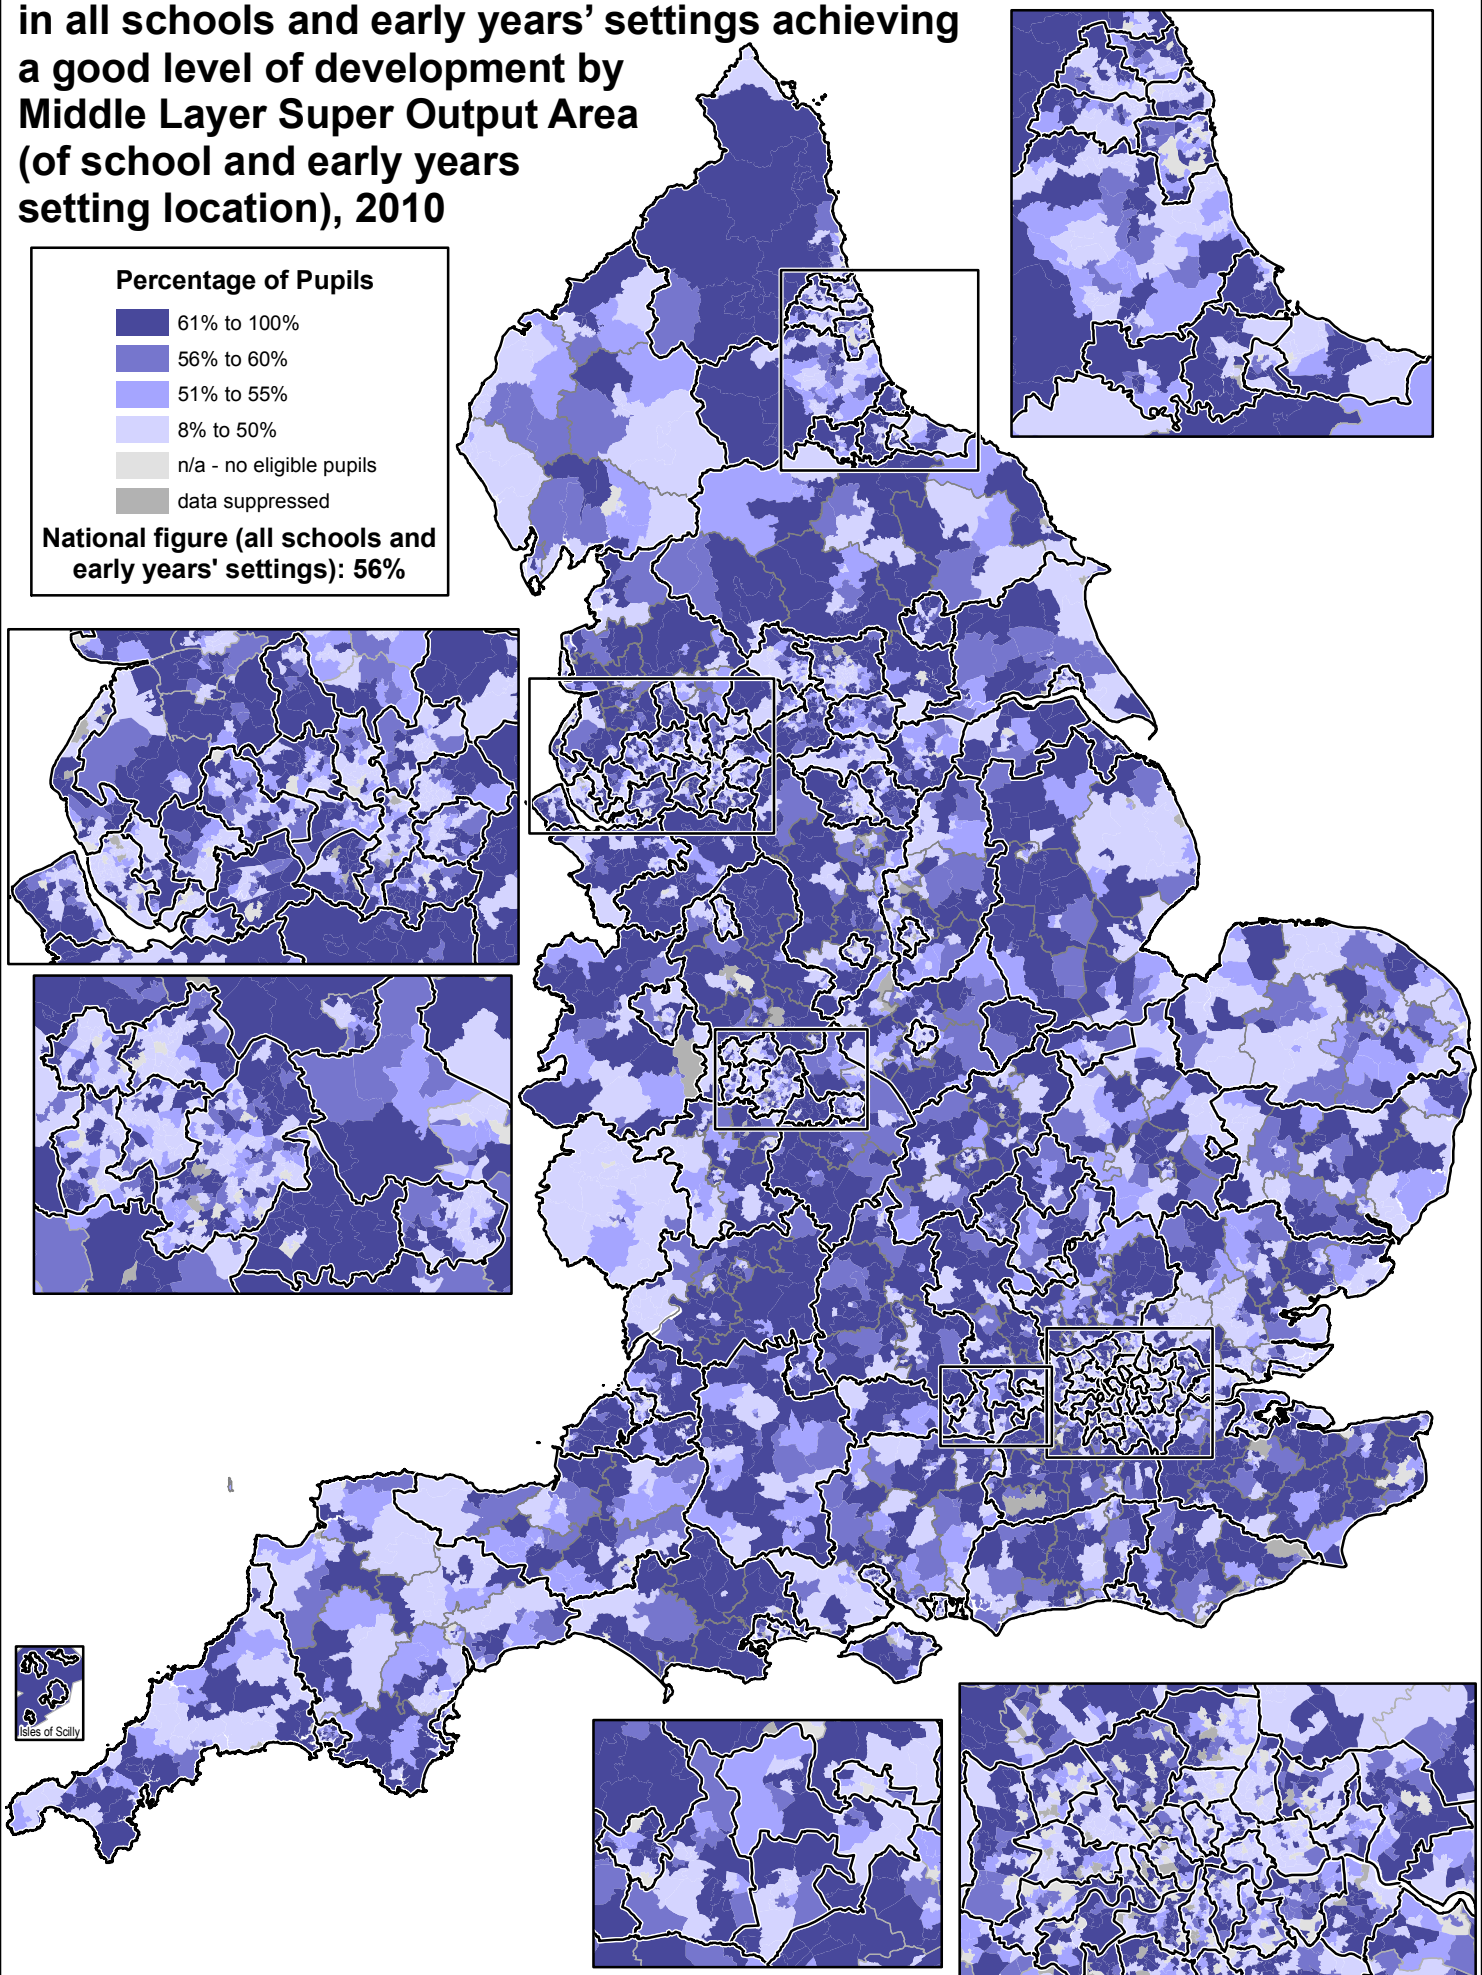 in all schools and early years’ settings achieving
a good level of development by
Middle Layer Super Output Area
(of school and early years
setting location), 2010
Percentage of Pupils
61% to 100%
56% to 60%
51% to 55%
8% to 50%
n/a - no eligible pupils
data suppressed
National figure (all schools and
early years' settings): 56%
Isles of Scilly